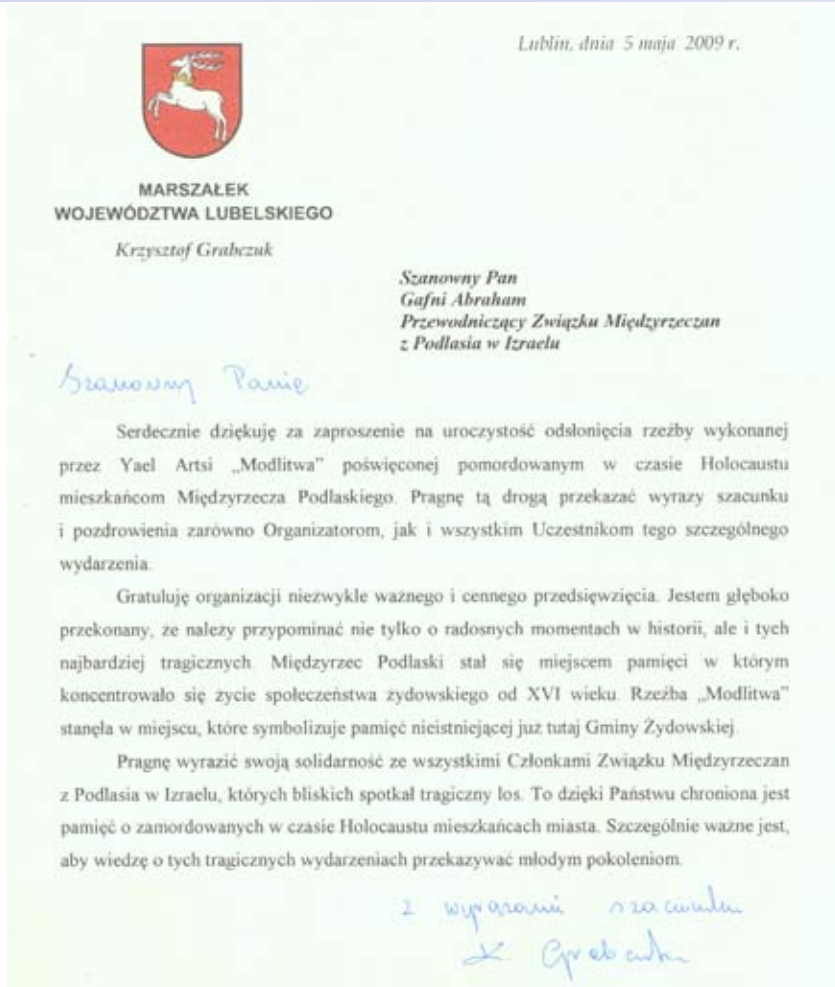 Lublin, dnia 5 maja 2009 r.
MARSZAŁEK
WOJEWÓDZTWA LUBELSKIEGO
Krzysztof Grabczuk
Szanowny Pan
Gafni Abraham
Przewodniczący Związku Międzyrzeczan
z Podlasia w Izraelu
Szanowny Panie
Serdecznie dziękuję za zaproszenie na uroczystość odsłonięcia rzeźby wykonanej
przez Yael Artsi „Modlitwa” poświęconej pomordowanym w czasie Holocaustu
mieszkańcom Międzyrzecza Podlaskiego. Pragnę tą drogą przekazać wyrazy szacunku
i pozdrowienia zarówno Organizatorom, jak i wszystkim Uczestnikom tego szczególnego
wydarzenia.
Gratuluję organizacji niezwykle ważnego i cennego przedsięwzięcia. Jestem głęboko
przekonany, że należy przypominać nie tylko o radosnych momentach w historii, ale i tych
najbardziej tragicznych. Międzyrzec Podlaski stał się miejscem pamięci w którym
koncentrowało się życie społeczeństwa żydowskiego od XVI wieku. Rzeźba „Modlitwa”
stanęła w miejscu, które symbolizuje pamięć nieistniejącej już tutaj Gminy Żydowskiej.
Pragnę wyrazić swoją solidarność ze wszystkimi Członkami Związku Międzyrzeczan
z Podlasia w Izraelu, których bliskich spotkał tragiczny los. To dzięki Państwu chroniona jest
pamięć o zamordowanych w czasie Holocaustu mieszkańcach miasta. Szczególnie ważne jest,
aby wiedzę o tych tragicznych wydarzeniach przekazywać młodym pokoleniom.
z wyrazami szacunku
K Grabczuk